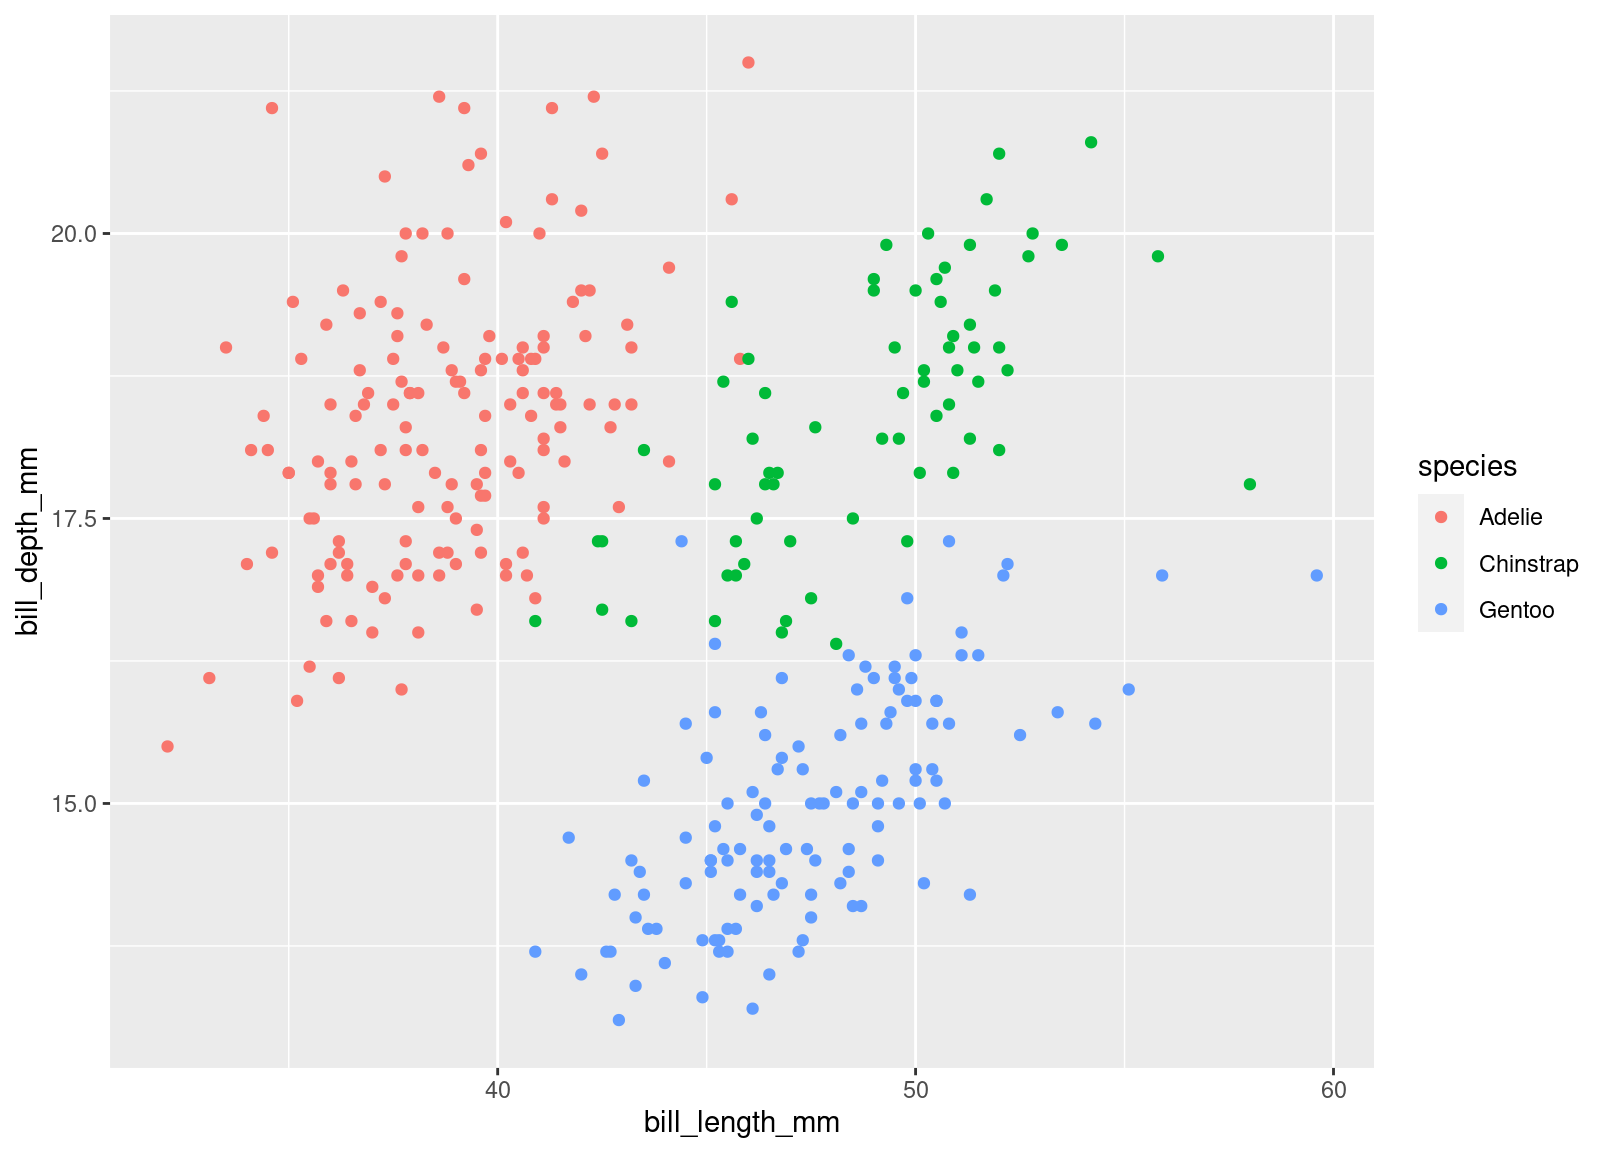 20.0
17.5
15.0
bill_depth_mm
40
50
60
bill_length_mm
species
Adelie
Chinstrap
Gentoo